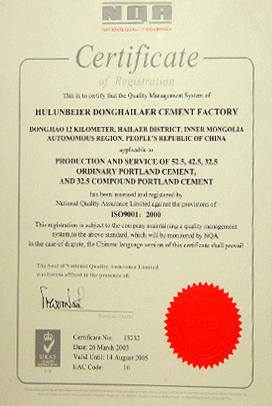 NQA
NATIONAL QUALITY ASSURANCE
Certificate
of Registration
This is to certify that the Quality Management System of
HULUNBEIER DONGHAILAER CEMENT FACTORY
DONGJIAO 12 KILOMETER, HAILAER DISTRICT, INNER MONGOLIA
AUTONOMOUS REGION, PEOPLE'S REPUBLIC OF CHINA
applicable to
PRODUCTION AND SERVICE OF 52.5, 42.5, 32.5
ORDINARY PORTLAND CEMENT,
AND 32.5 COMPOUND PORTLAND CEMENT
has been assessed and registered by
National Quality Assurance Limited against the provisions of
ISO9001: 2000
This registration is subject to the company maintaining a quality management
system, to the above standard, which will be monitored by NQA.
in the case of dispute, the Chinese language version of this certificate shall prevail
The Seal of National Quality Assurance Limited
was hereto affixed in the presence of:
UKAS
Certificate No: 15232
Date: 26 March 2003
Valid Until: 14 August 2005
EAC Code: 16